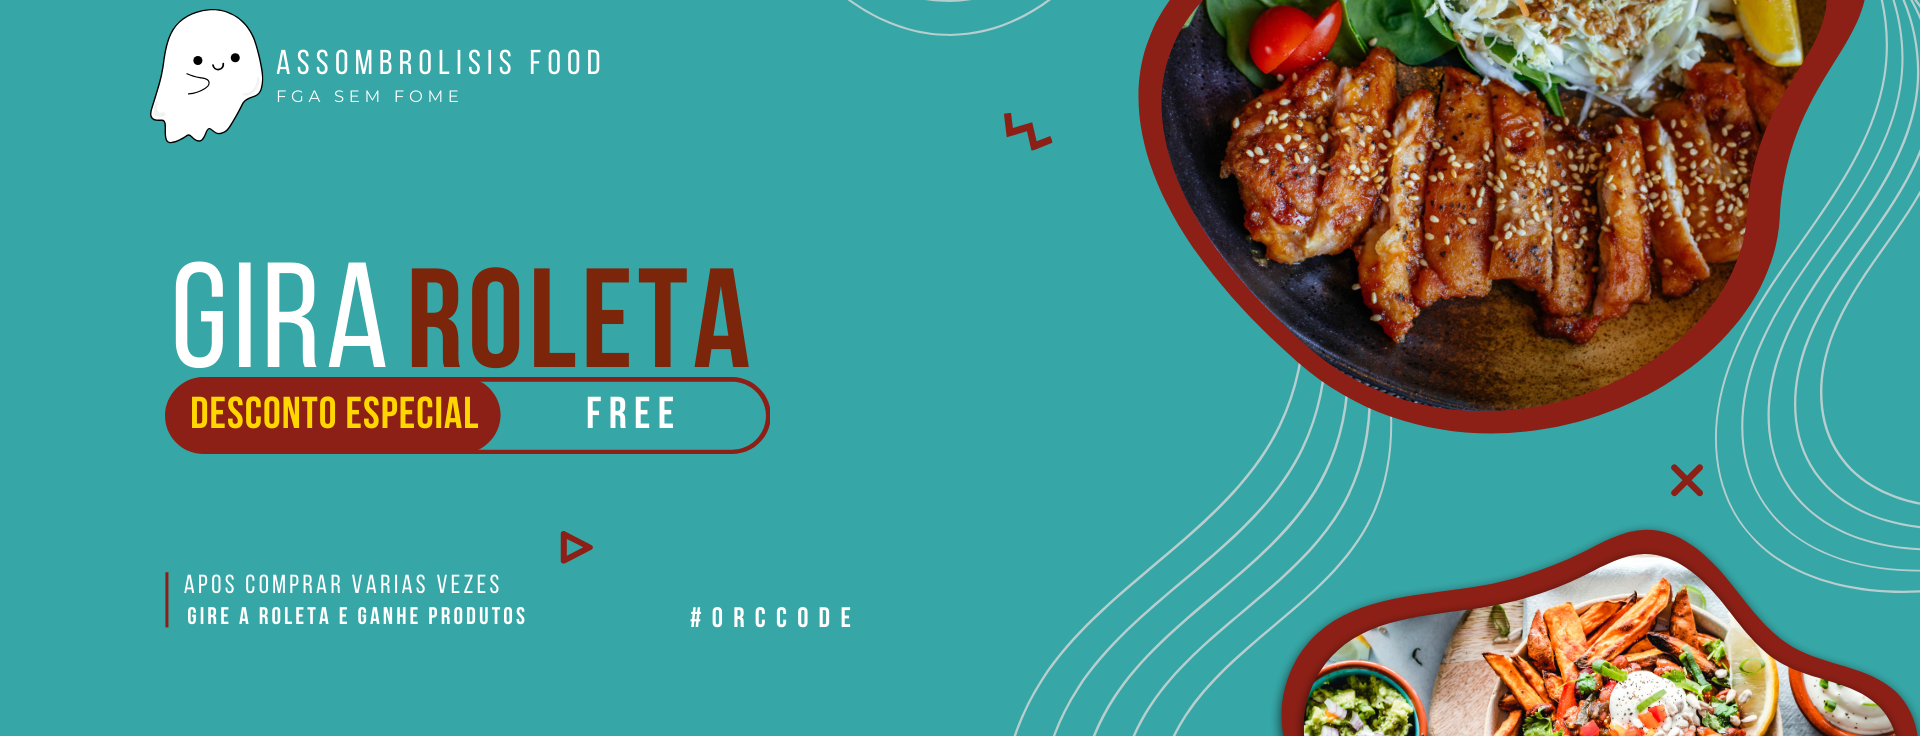 ASSOMBROLISIS FOOD
FGA SEM FOME
GIRA ROLETA
DESCONTO ESPECIAL FREE
APOS COMPRAR VARIAS VEZES
GIRE A ROLETA E GANHE PRODUTOS
#ORCCODE